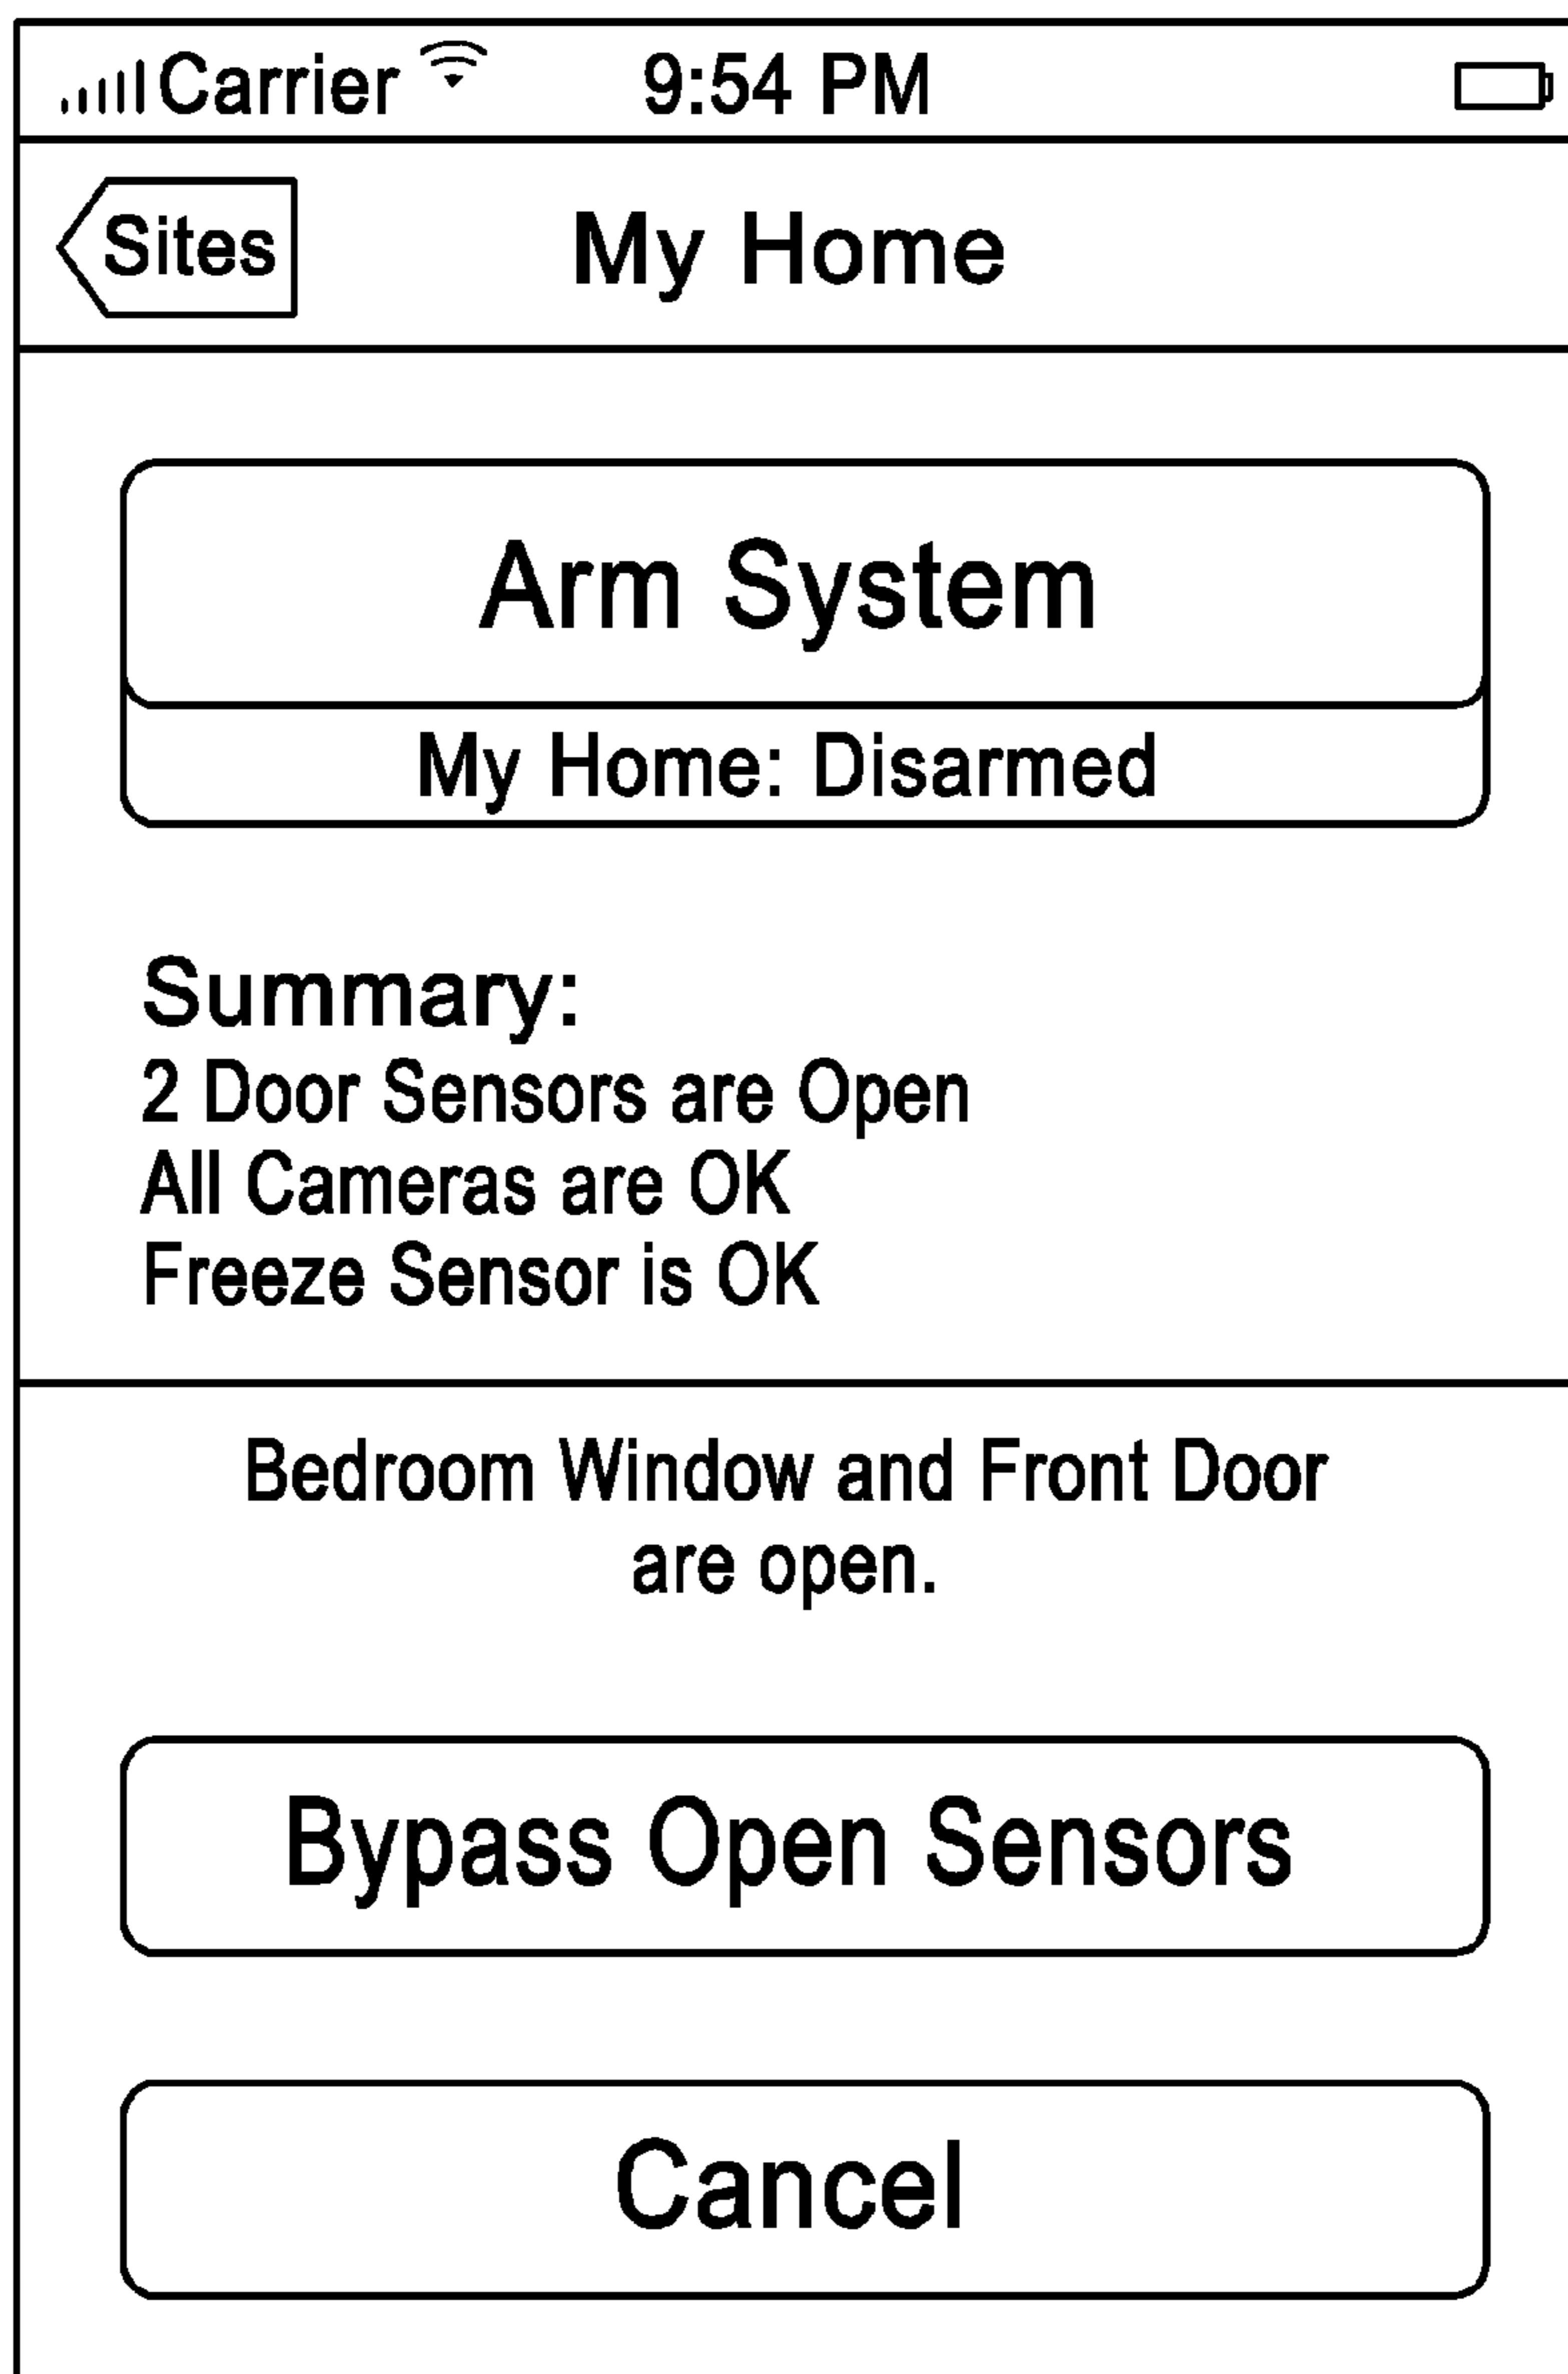 Carrier 9:54 PM
Sites My Home
Arm System
My Home: Disarmed
Summary:
2 Door Sensors are Open
All Cameras are OK
Freeze Sensor is OK
Bedroom Window and Front Door
are open.
Bypass Open Sensors
Cancel